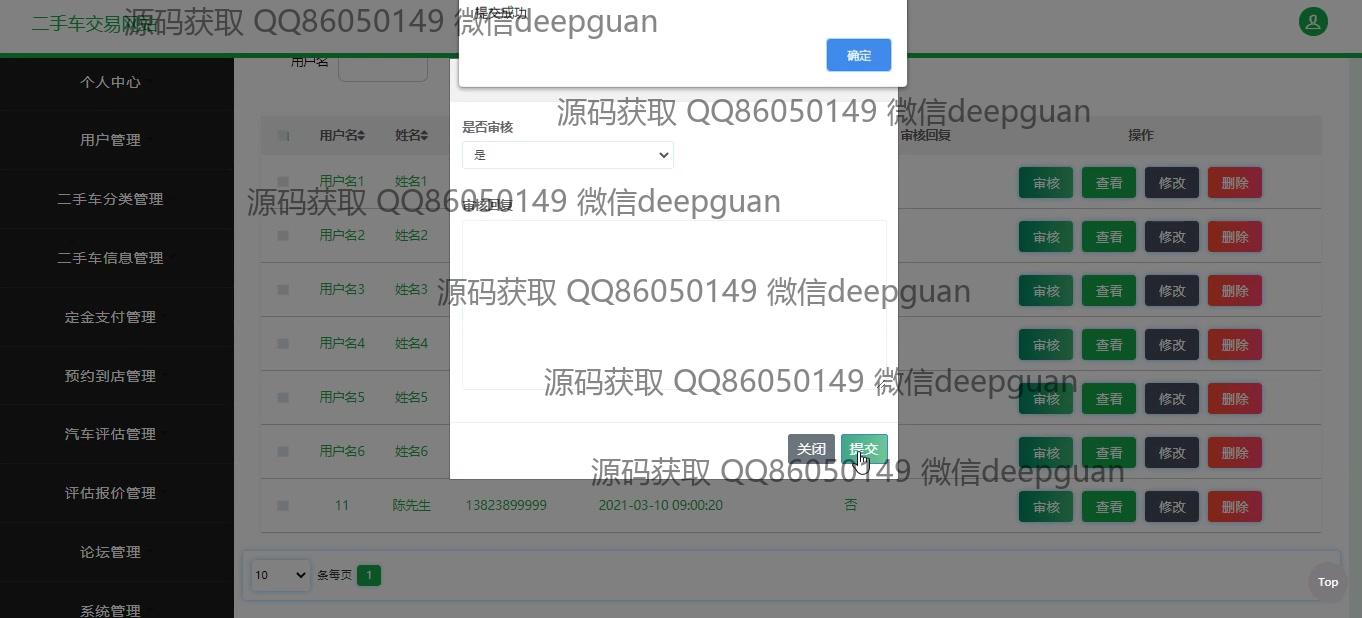 二手车交易网站
源码获取 QQ86050149 微信deepguan
提交成功
确定
个人中心
用户管理
二手车分类管理
二手车信息管理
定金支付管理
预约到店管理
汽车评估管理
评估报价管理
论坛管理
系统管理
用户名
源码获取 QQ86050149 微信deepguan
是否审核
是
用户名 姓名 审核回复 操作
用户名1 姓名1 审核 查看 修改 删除
源码获取 QQ86050149 微信deepguan
审核回复
用户名2 姓名2 审核 查看 修改 删除
用户名3 姓名3 审核 查看 修改 删除
源码获取 QQ86050149 微信deepguan
用户名4 姓名4 审核 查看 修改 删除
源码获取 QQ86050149 微信deepguan
用户名5 姓名5 审核 查看 修改 删除
关闭 提交
用户名6 姓名6 审核 查看 修改 删除
源码获取 QQ86050149 微信deepguan
11 陈先生 13823899999 2021-03-10 09:00:20 否 审核 查看 修改 删除
10 条每页 1
Top